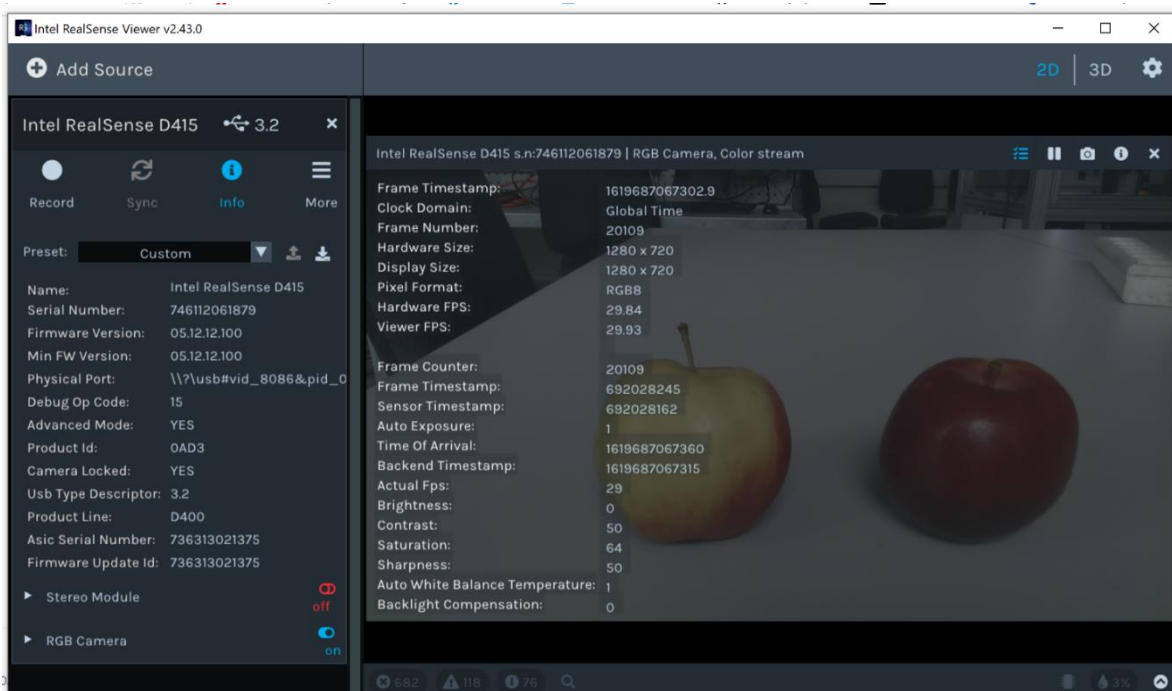 Intel RealSense Viewer v2.43.0
Add Source
2D | 3D
Intel RealSense D415 3.2
Record Sync Info More
Preset: Custom
Name: Intel RealSense D415
Serial Number: 746112061879
Firmware Version: 05.12.12.100
Min FW Version: 05.12.12.100
Physical Port: \\?\usb#vid_8086&pid_0
Debug Op Code: 15
Advanced Mode: YES
Product Id: 0AD3
Camera Locked: YES
Usb Type Descriptor: 3.2
Product Line: D400
Asic Serial Number: 736313021375
Firmware Update Id: 736313021375
Stereo Module
off
RGB Camera
on
Intel RealSense D415 s.n:746112061879 | RGB Camera, Color stream
Frame Timestamp: 1619687067302.9
Clock Domain: Global Time
Frame Number: 20109
Hardware Size: 1280 x 720
Display Size: 1280 x 720
Pixel Format: RGB8
Hardware FPS: 29.84
Viewer FPS: 29.93
Frame Counter: 20109
Frame Timestamp: 692028245
Sensor Timestamp: 692028162
Auto Exposure: 1
Time Of Arrival: 1619687067360
Backend Timestamp: 1619687067315
Actual Fps: 29
Brightness: 0
Contrast: 50
Saturation: 64
Sharpness: 50
Auto White Balance Temperature: 1
Backlight Compensation: 0
682 118 76 3%